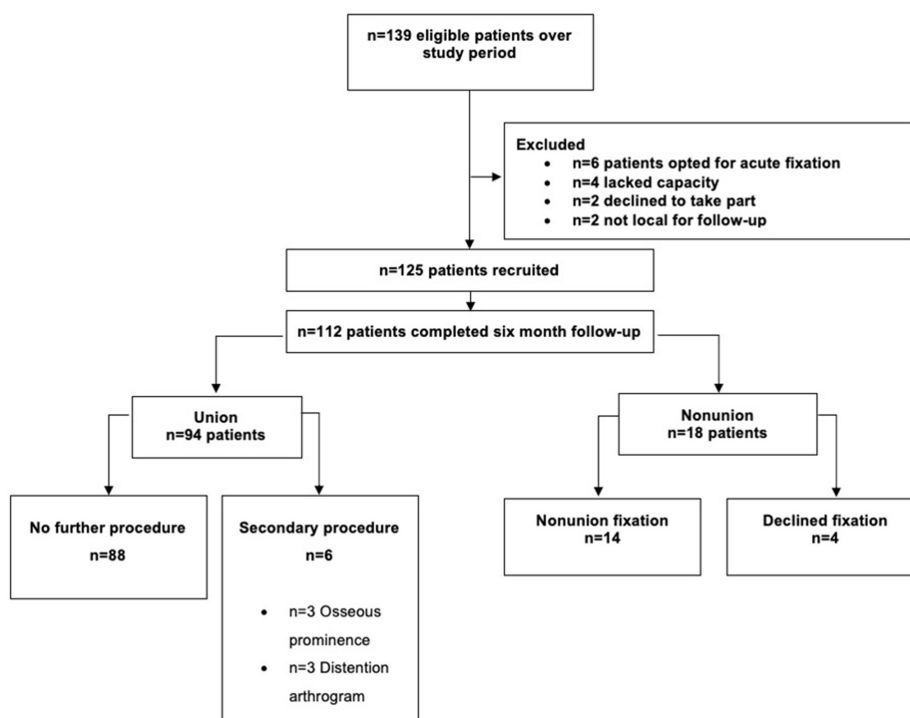 n=139 eligible patients over
study period
Excluded
• n=6 patients opted for acute fixation
• n=4 lacked capacity
• n=2 declined to take part
• n=2 not local for follow-up
n=125 patients recruited
n=112 patients completed six month follow-up
Union
n=94 patients
Nonunion
n=18 patients
No further procedure
n=88
Secondary procedure
n=6
• n=3 Osseous
prominence
• n=3 Distention
arthrogram
Nonunion fixation
n=14
Declined fixation
n=4